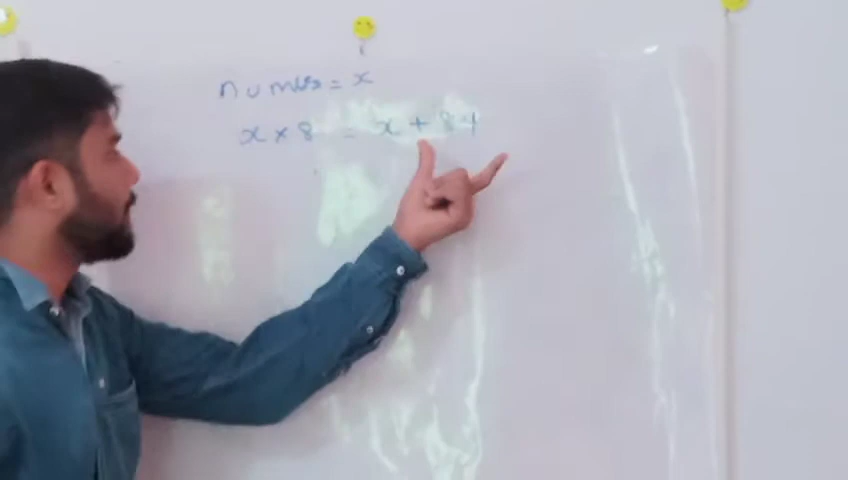 number = x
x × 8 = x + 84